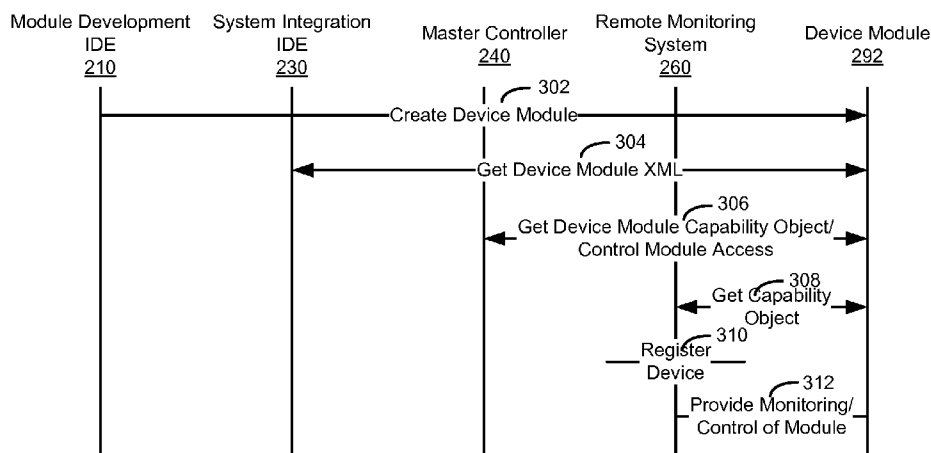 Module Development
IDE
210
System Integration
IDE
230
Master Controller
240
Remote Monitoring
System
260
Device Module
292
302
Create Device Module
304
Get Device Module XML
306
Get Device Module Capability Object/
Control Module Access
308
Get Capability
Object
310
Register
Device
312
Provide Monitoring/
Control of Module